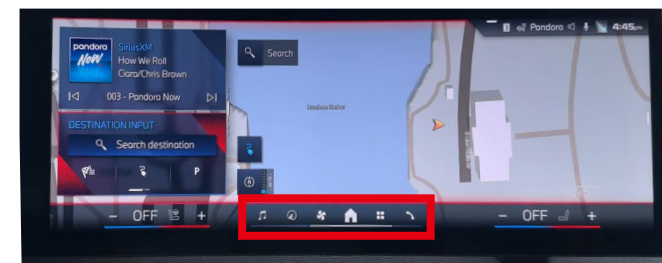 pandora
NOW
SiriusXM
How We Roll
Ciara/Chris Brown
003 - Pandora Now
DESTINATION INPUT
Search destination
P
Search
Pandora
4:45pm
- OFF +
- OFF +